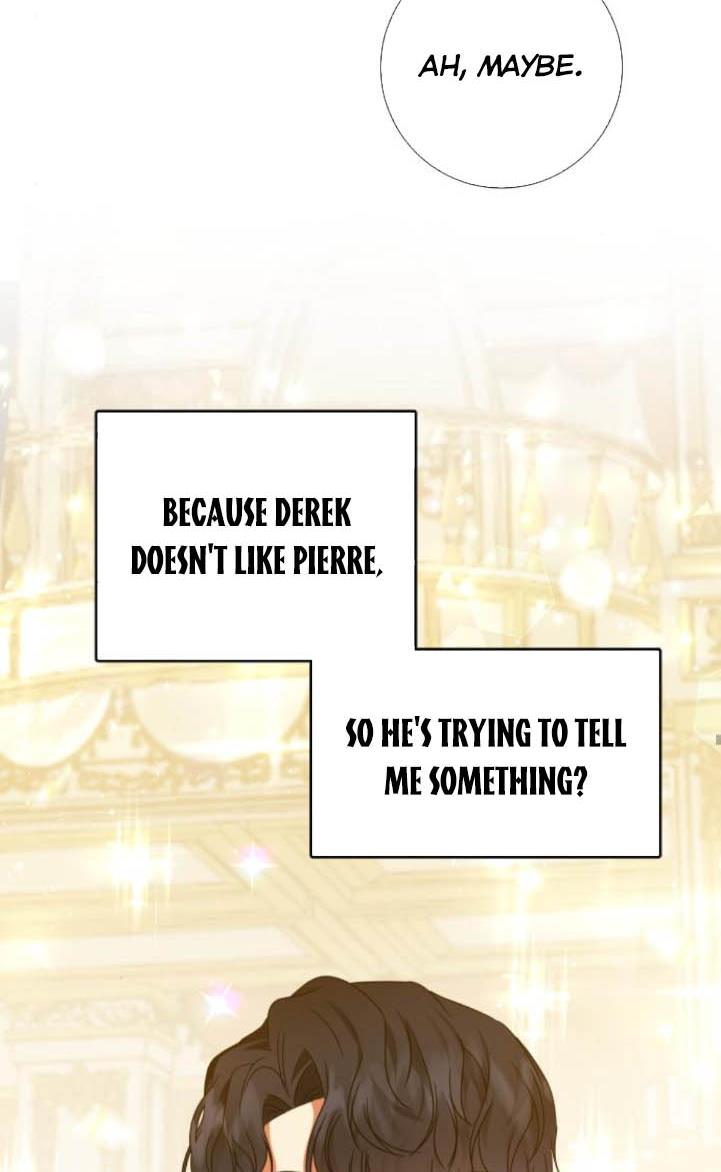 AH, MAYBE.
BECAUSE DEREK
DOESN'T LIKE PIERRE,
SO HE'S TRYING TO TELL
ME SOMETHING?